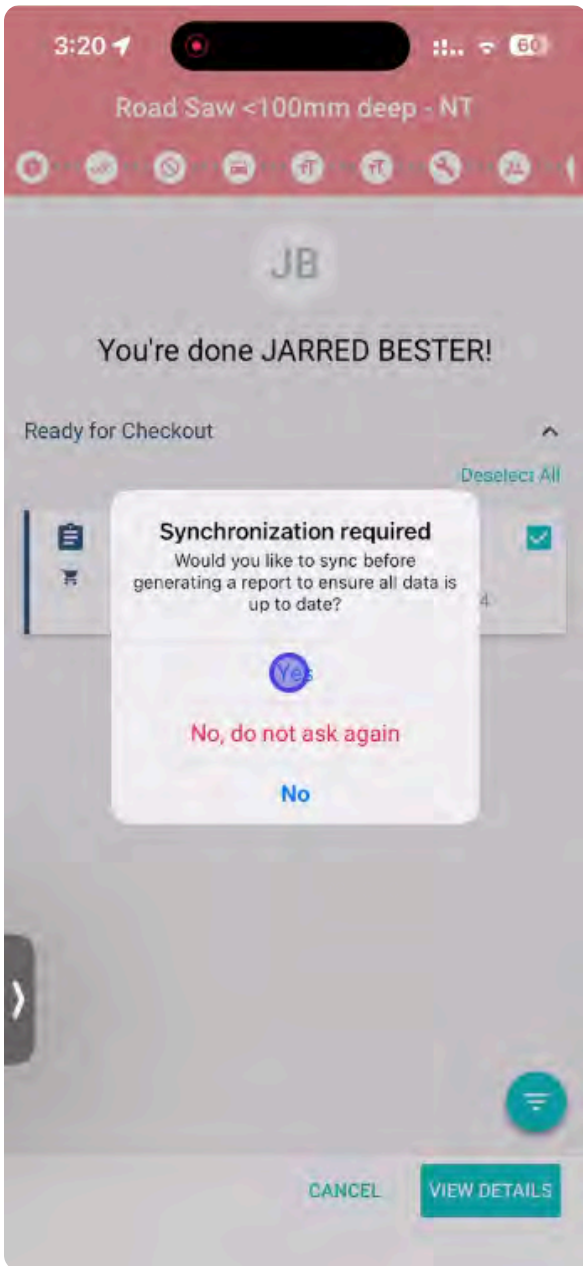 3:20
60
Road Saw <100mm deep - NT
JB
You're done JARRED BESTER!
Ready for Checkout
Deselect All
Synchronization required
Would you like to sync before
generating a report to ensure all data is
up to date?
4
Yes
No, do not ask again
No
CANCEL
VIEW DETAILS